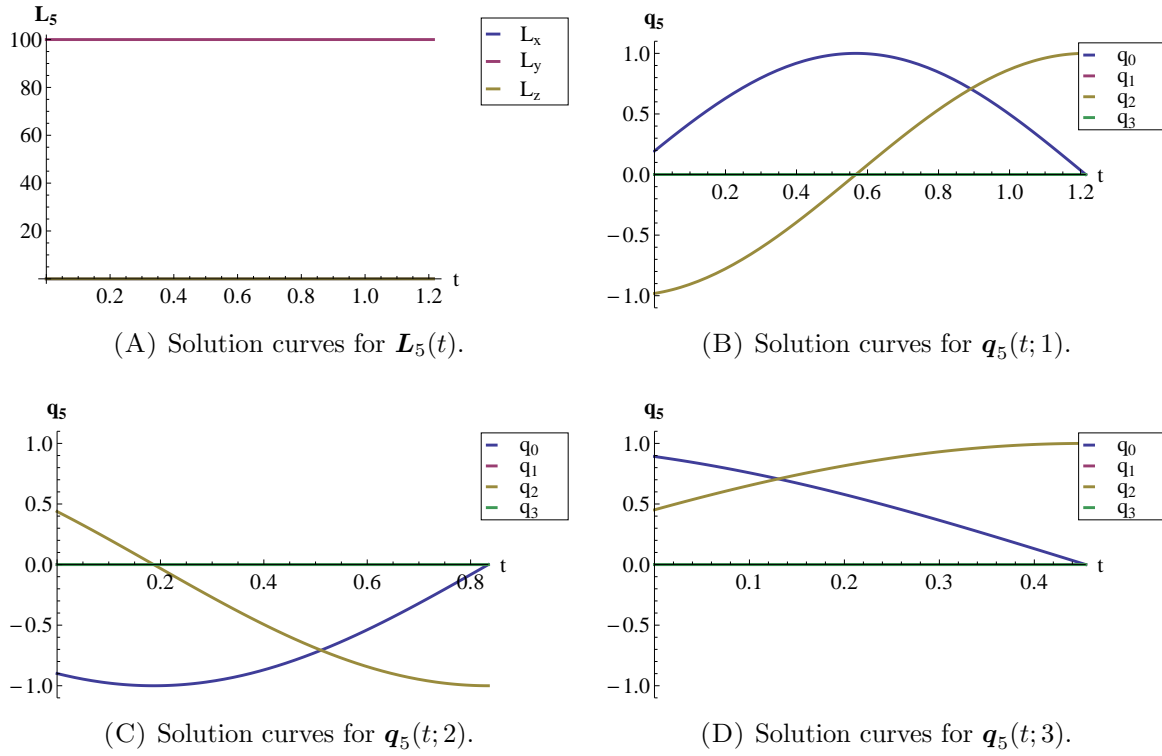 L5
100
80
60
40
20
0.2 0.4 0.6 0.8 1.0 1.2 t
Lx
Ly
Lz
(A) Solution curves for L5(t).
q5
1.0
0.5
0.0
−0.5
−1.0
0.2 0.4 0.6 0.8 1.0 1.2 t
q0
q1
q2
q3
(B) Solution curves for q5(t; 1).
q5
1.0
0.5
0.0
−0.5
−1.0
0.2 0.4 0.6 0.8 t
q0
q1
q2
q3
(C) Solution curves for q5(t; 2).
q5
1.0
0.5
0.0
−0.5
−1.0
0.1 0.2 0.3 0.4 t
q0
q1
q2
q3
(D) Solution curves for q5(t; 3).